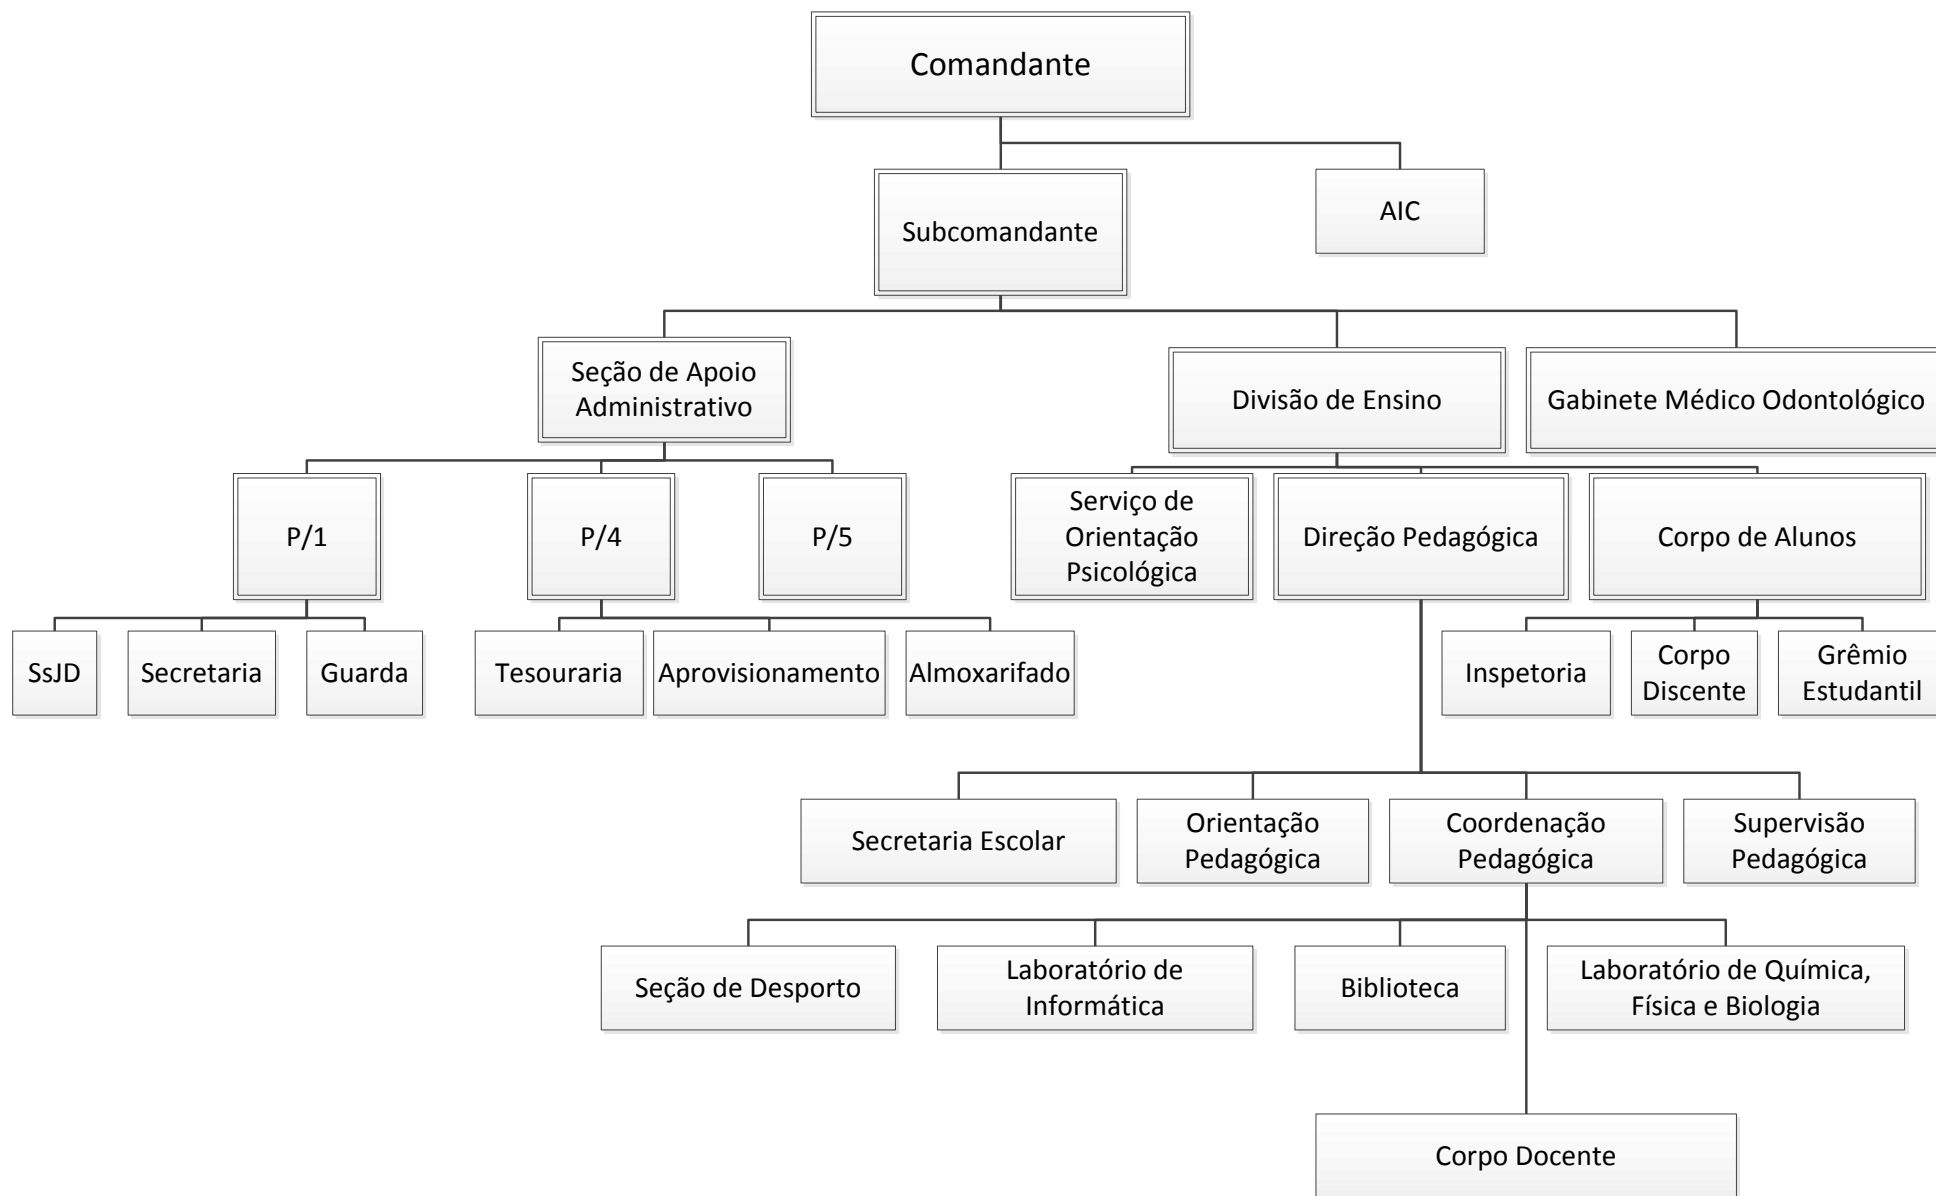 Comandante
Subcomandante
AIC
Seção de Apoio
Administrativo
Divisão de Ensino
Gabinete Médico Odontológico
P/1
P/4
P/5
Serviço de
Orientação
Psicológica
Direção Pedagógica
Corpo de Alunos
SsJD
Secretaria
Guarda
Tesouraria
Aprovisionamento
Almoxarifado
Inspetoria
Corpo
Discente
Grêmio
Estudantil
Secretaria Escolar
Orientação
Pedagógica
Coordenação
Pedagógica
Supervisão
Pedagógica
Seção de Desporto
Laboratório de
Informática
Biblioteca
Laboratório de Química,
Física e Biologia
Corpo Docente